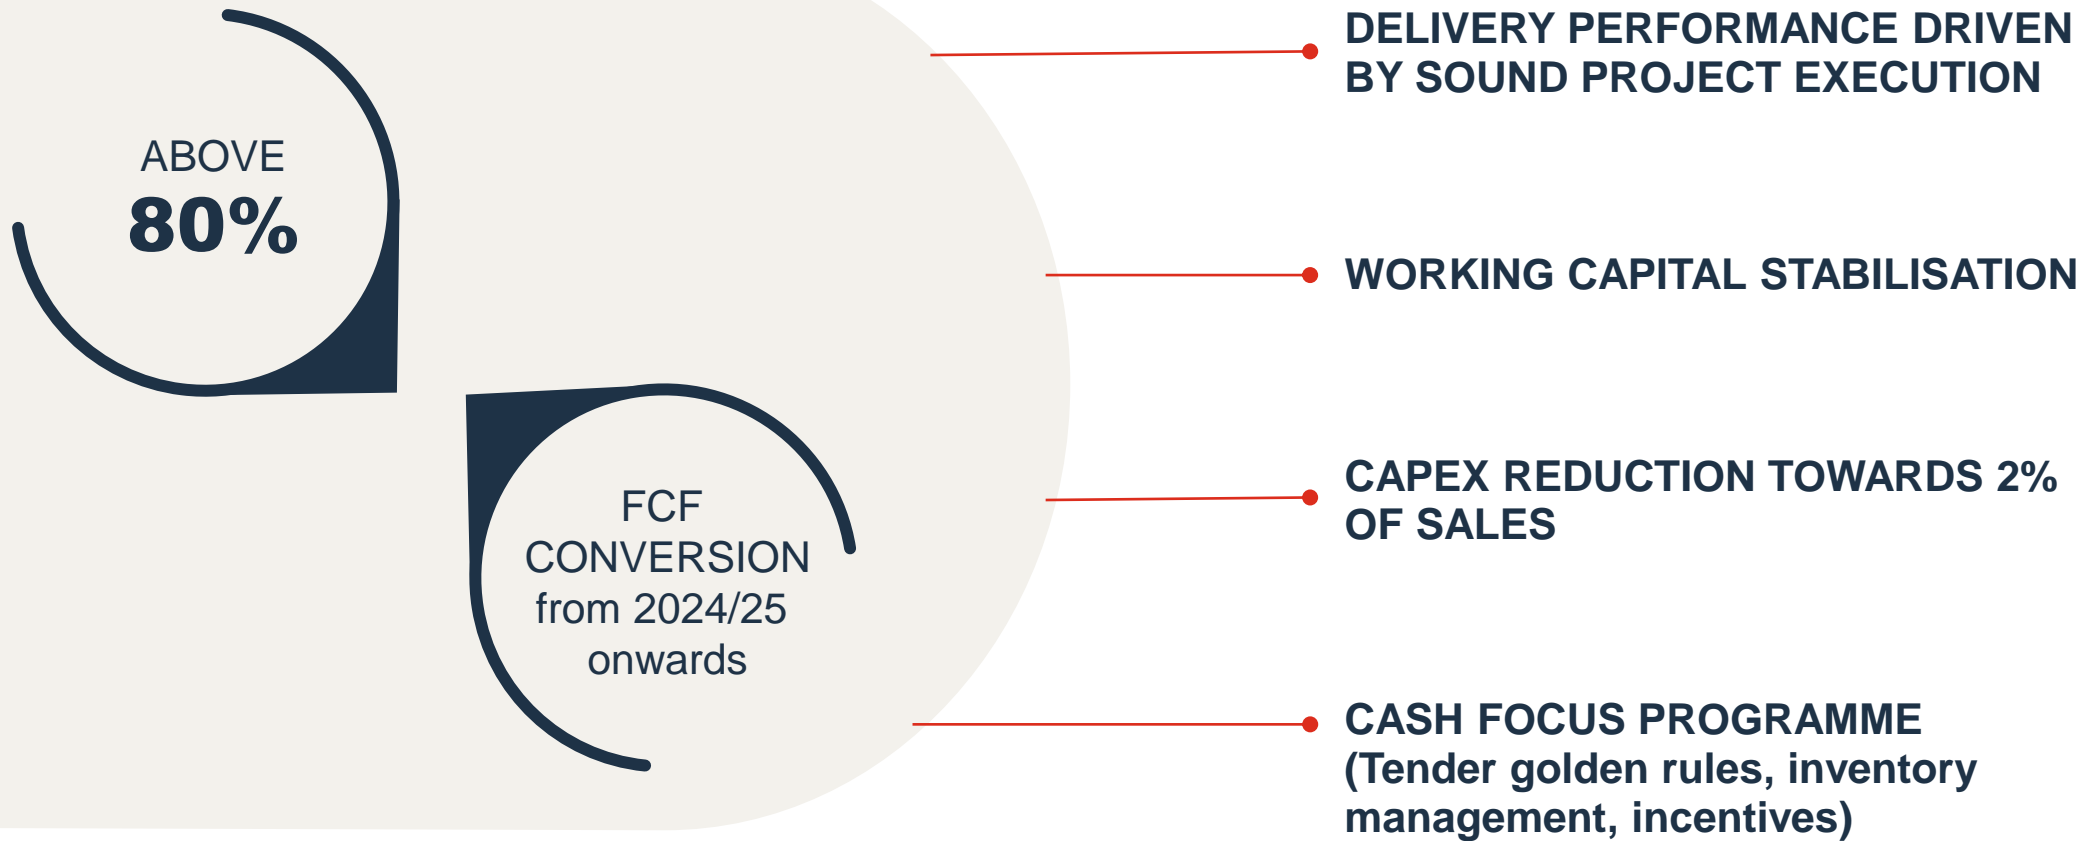 ABOVE
80%
FCF
CONVERSION
from 2024/25
onwards
DELIVERY PERFORMANCE DRIVEN
BY SOUND PROJECT EXECUTION
WORKING CAPITAL STABILISATION
CAPEX REDUCTION TOWARDS 2%
OF SALES
CASH FOCUS PROGRAMME
(Tender golden rules, inventory
management, incentives)